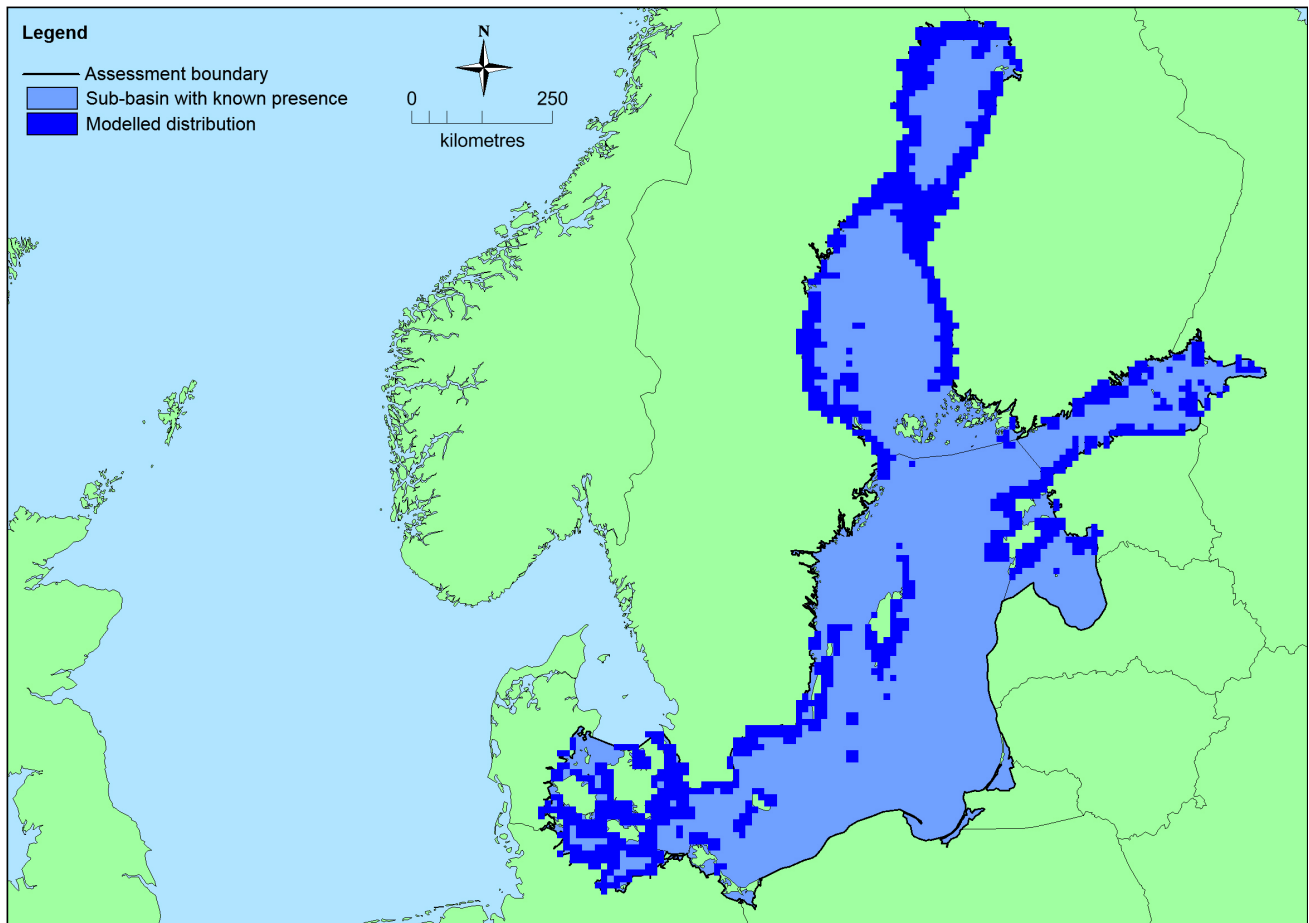 Legend
Assessment boundary
Sub-basin with known presence
Modelled distribution
N
0 250
kilometres